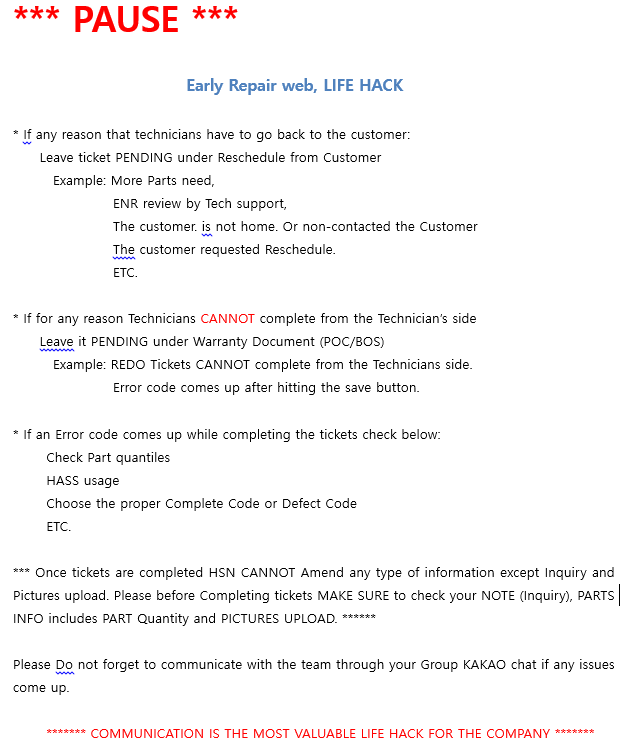 *** PAUSE ***
Early Repair web, LIFE HACK
* If any reason that technicians have to go back to the customer:
Leave ticket PENDING under Reschedule from Customer
Example: More Parts need,
ENR review by Tech support,
The customer. is not home. Or non-contacted the Customer
The customer requested Reschedule.
ETC.
* If for any reason Technicians CANNOT complete from the Technician's side
Leave it PENDING under Warranty Document (POC/BOS)
Example: REDO Tickets CANNOT complete from the Technicians side.
Error code comes up after hitting the save button.
* If an Error code comes up while completing the tickets check below:
Check Part quantiles
HASS usage
Choose the proper Complete Code or Defect Code
ETC.
*** Once tickets are completed HSN CANNOT Amend any type of information except Inquiry and
Pictures upload. Please before Completing tickets MAKE SURE to check your NOTE (Inquiry), PARTS
INFO includes PART Quantity and PICTURES UPLOAD. ******
Please Do not forget to communicate with the team through your Group KAKAO chat if any issues
come up.
******* COMMUNICATION IS THE MOST VALUABLE LIFE HACK FOR THE COMPANY *******